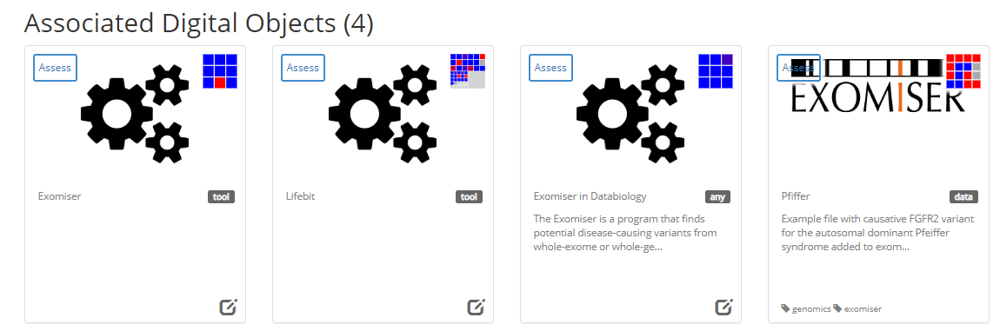 Associated Digital Objects (4)
Assess
Exomiser
tool
Assess
Lifebit
tool
Assess
Exomiser in Databiology
any
The Exomiser is a program that finds
potential disease-causing variants from
whole-exome or whole-ge...
Assess
EXOMISER
Pfiffer
data
Example file with causative FGFR2 variant
for the autosomal dominant Pfeiffer
syndrome added to exom...
genomics exomiser